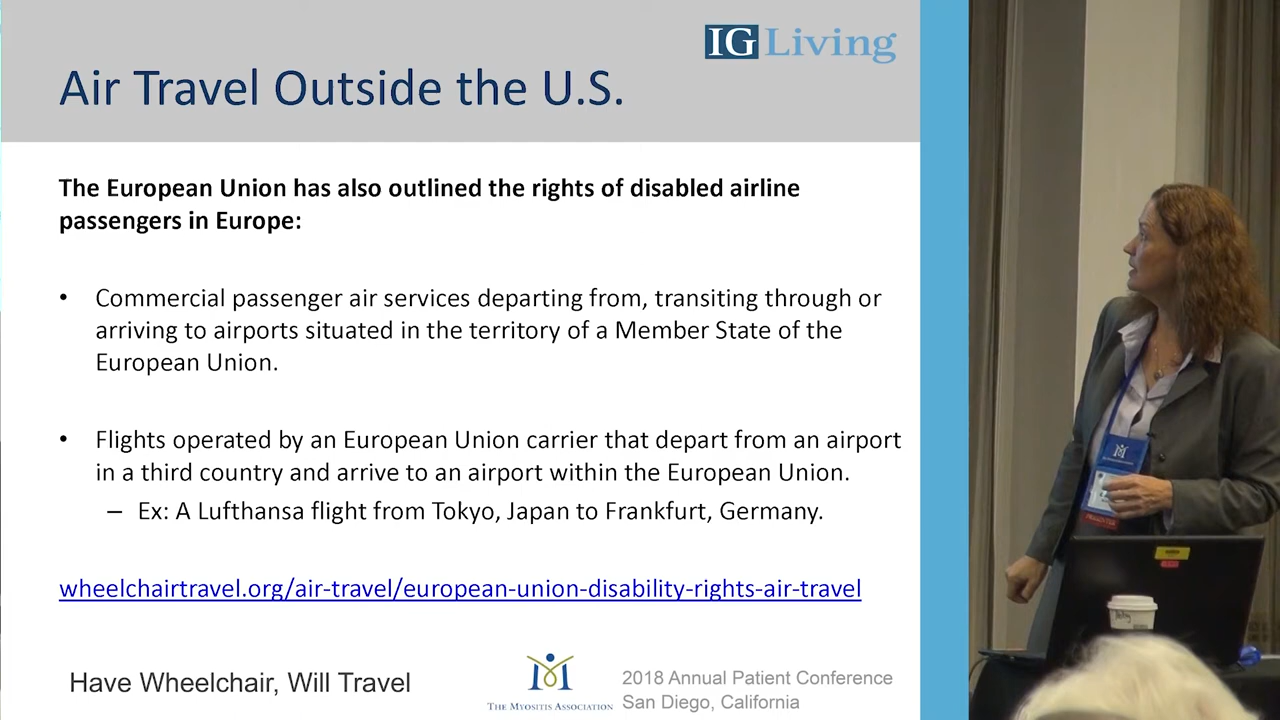 IG Living
Air Travel Outside the U.S.
The European Union has also outlined the rights of disabled airline
passengers in Europe:
• Commercial passenger air services departing from, transiting through or
arriving to airports situated in the territory of a Member State of the
European Union.
• Flights operated by an European Union carrier that depart from an airport
in a third country and arrive to an airport within the European Union.
– Ex: A Lufthansa flight from Tokyo, Japan to Frankfurt, Germany.
wheelchairtravel.org/air-travel/european-union-disability-rights-air-travel
Have Wheelchair, Will Travel
THE MYOSITIS ASSOCIATION
2018 Annual Patient Conference
San Diego, California